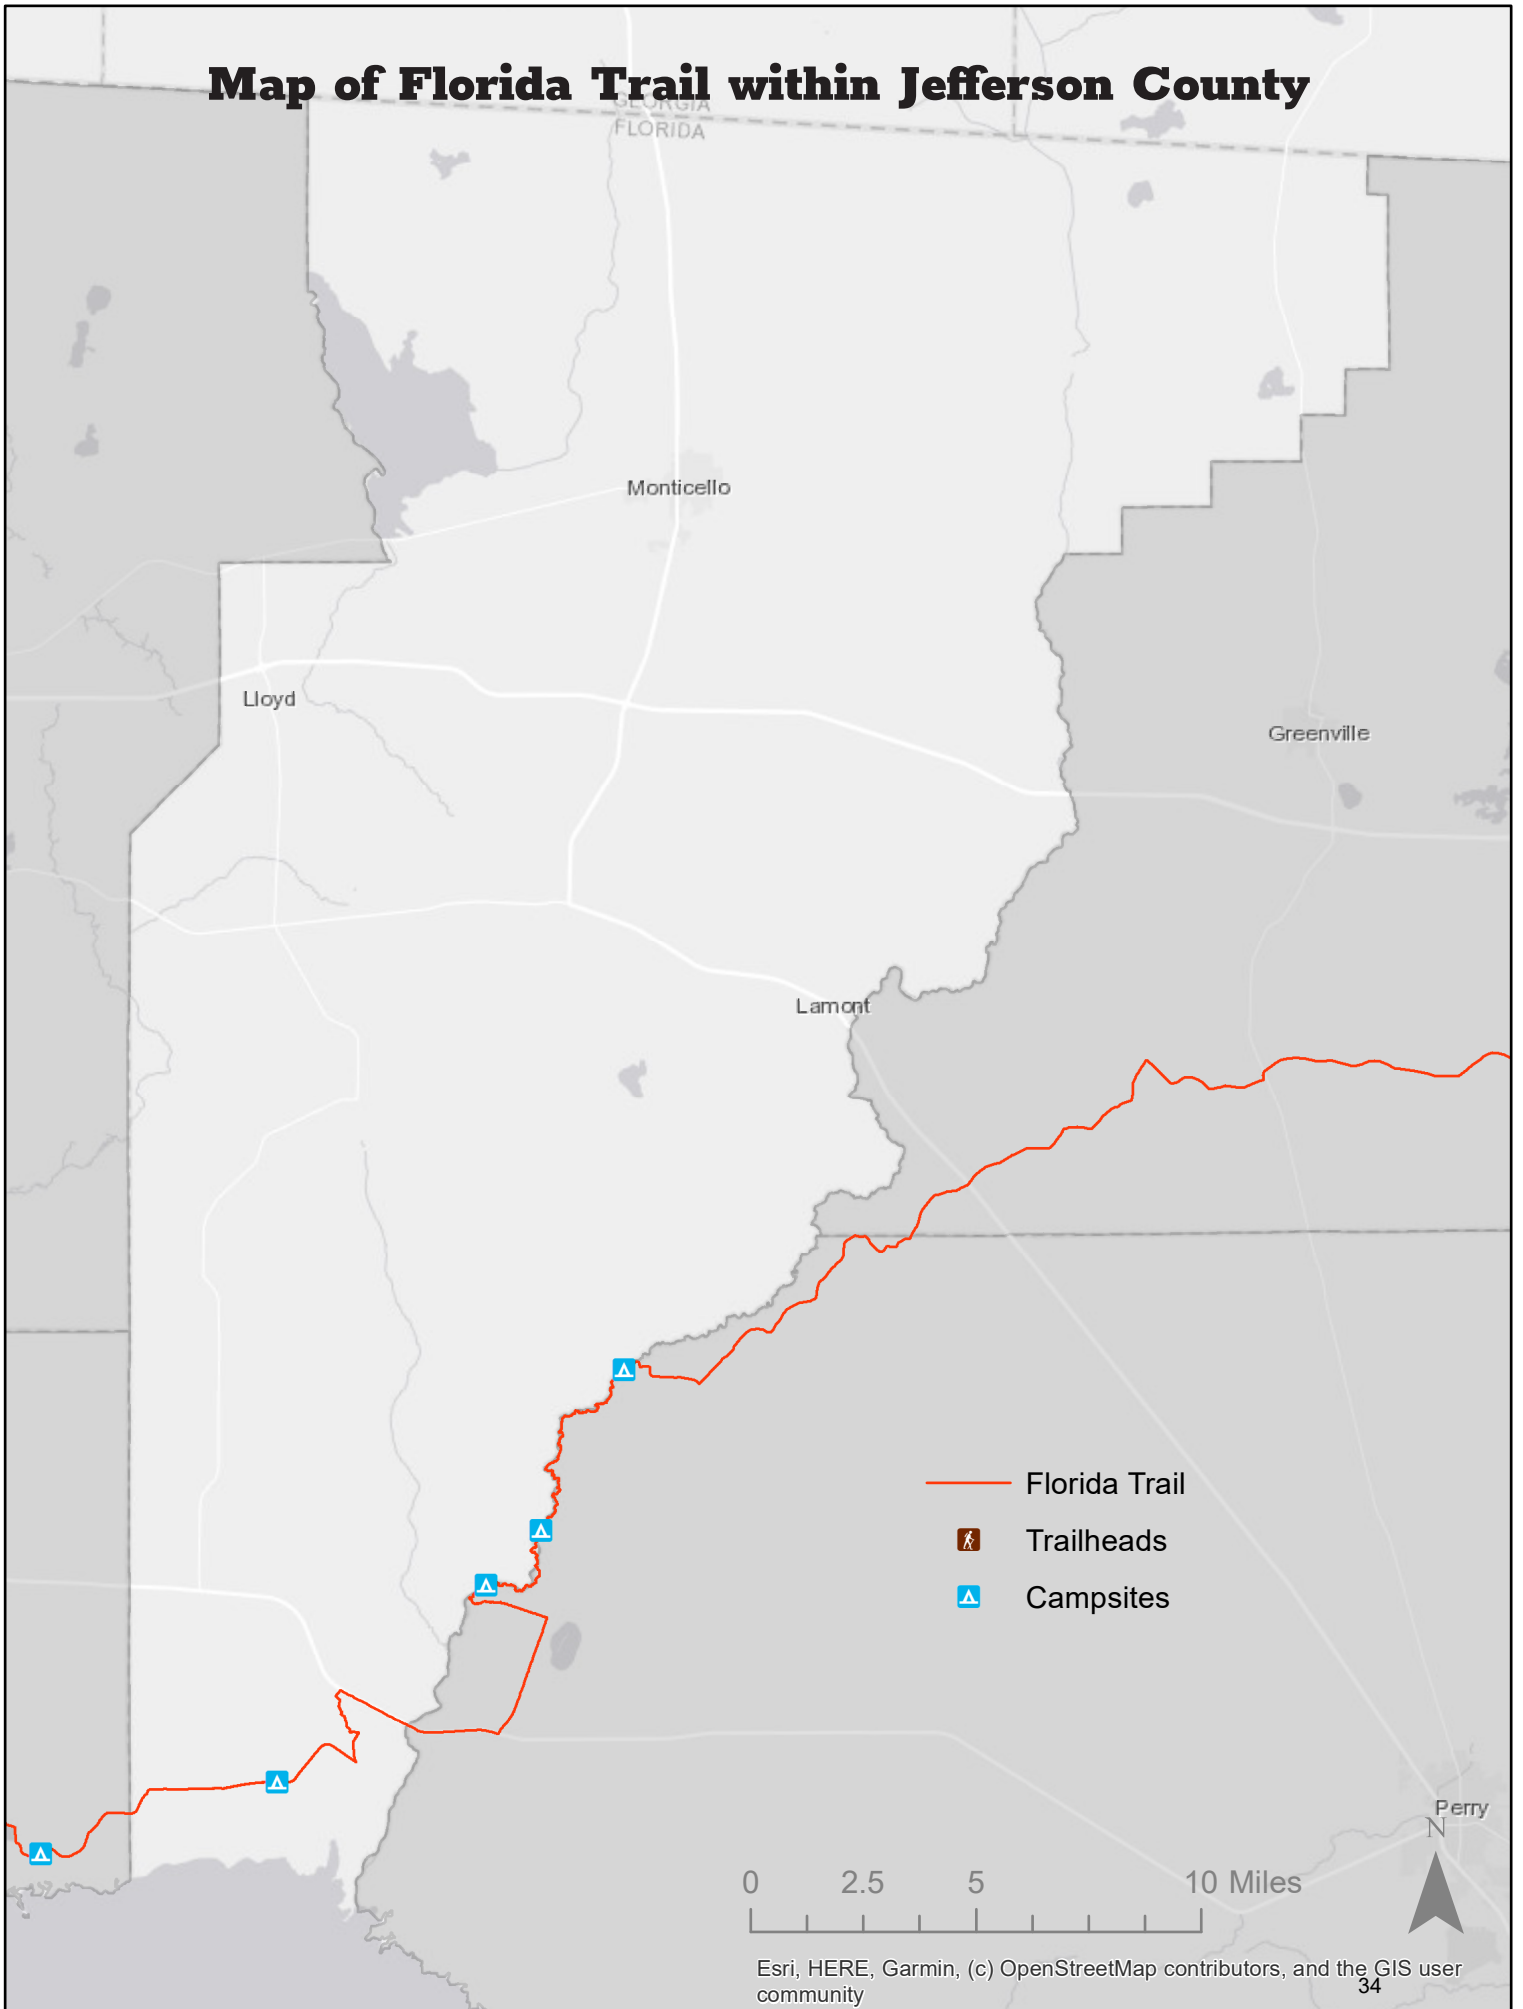 Map of Florida Trail within Jefferson County
GEORGIA
FLORIDA
Monticello
Lloyd
Greenville
Lamont
Florida Trail
Trailheads
Campsites
Perry
N
0 2.5 5 10 Miles
Esri, HERE, Garmin, (c) OpenStreetMap contributors, and the GIS user
community
34